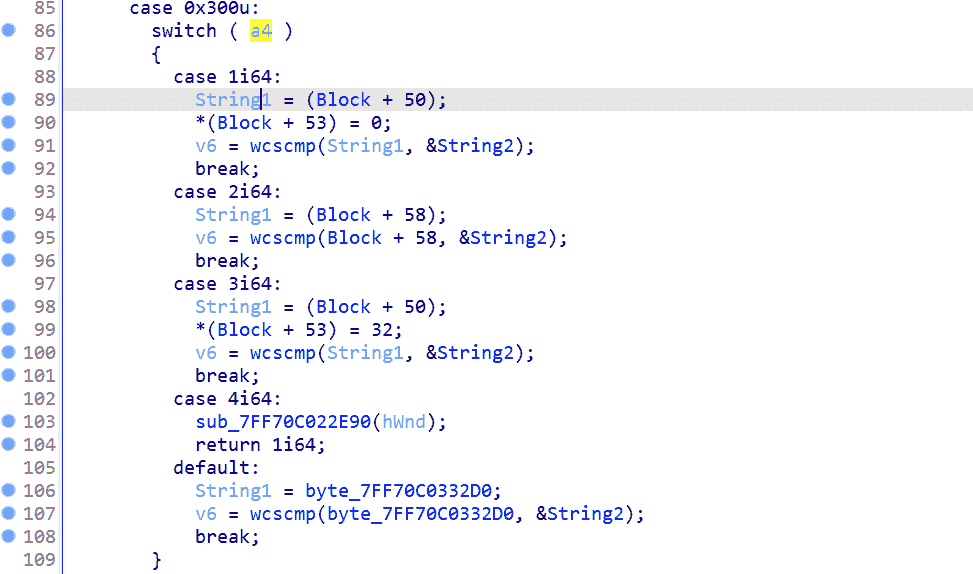 85 case 0x300u:
86 switch ( a4 )
87 {
88 case 1i64:
89 String1 = (Block + 50);
90 *(Block + 53) = 0;
91 v6 = wcscmp(String1, &String2);
92 break;
93 case 2i64:
94 String1 = (Block + 58);
95 v6 = wcscmp(Block + 58, &String2);
96 break;
97 case 3i64:
98 String1 = (Block + 50);
99 *(Block + 53) = 32;
100 v6 = wcscmp(String1, &String2);
101 break;
102 case 4i64:
103 sub_7FF70C022E90(hWnd);
104 return 1i64;
105 default:
106 String1 = byte_7FF70C0332D0;
107 v6 = wcscmp(byte_7FF70C0332D0, &String2);
108 break;
109 }